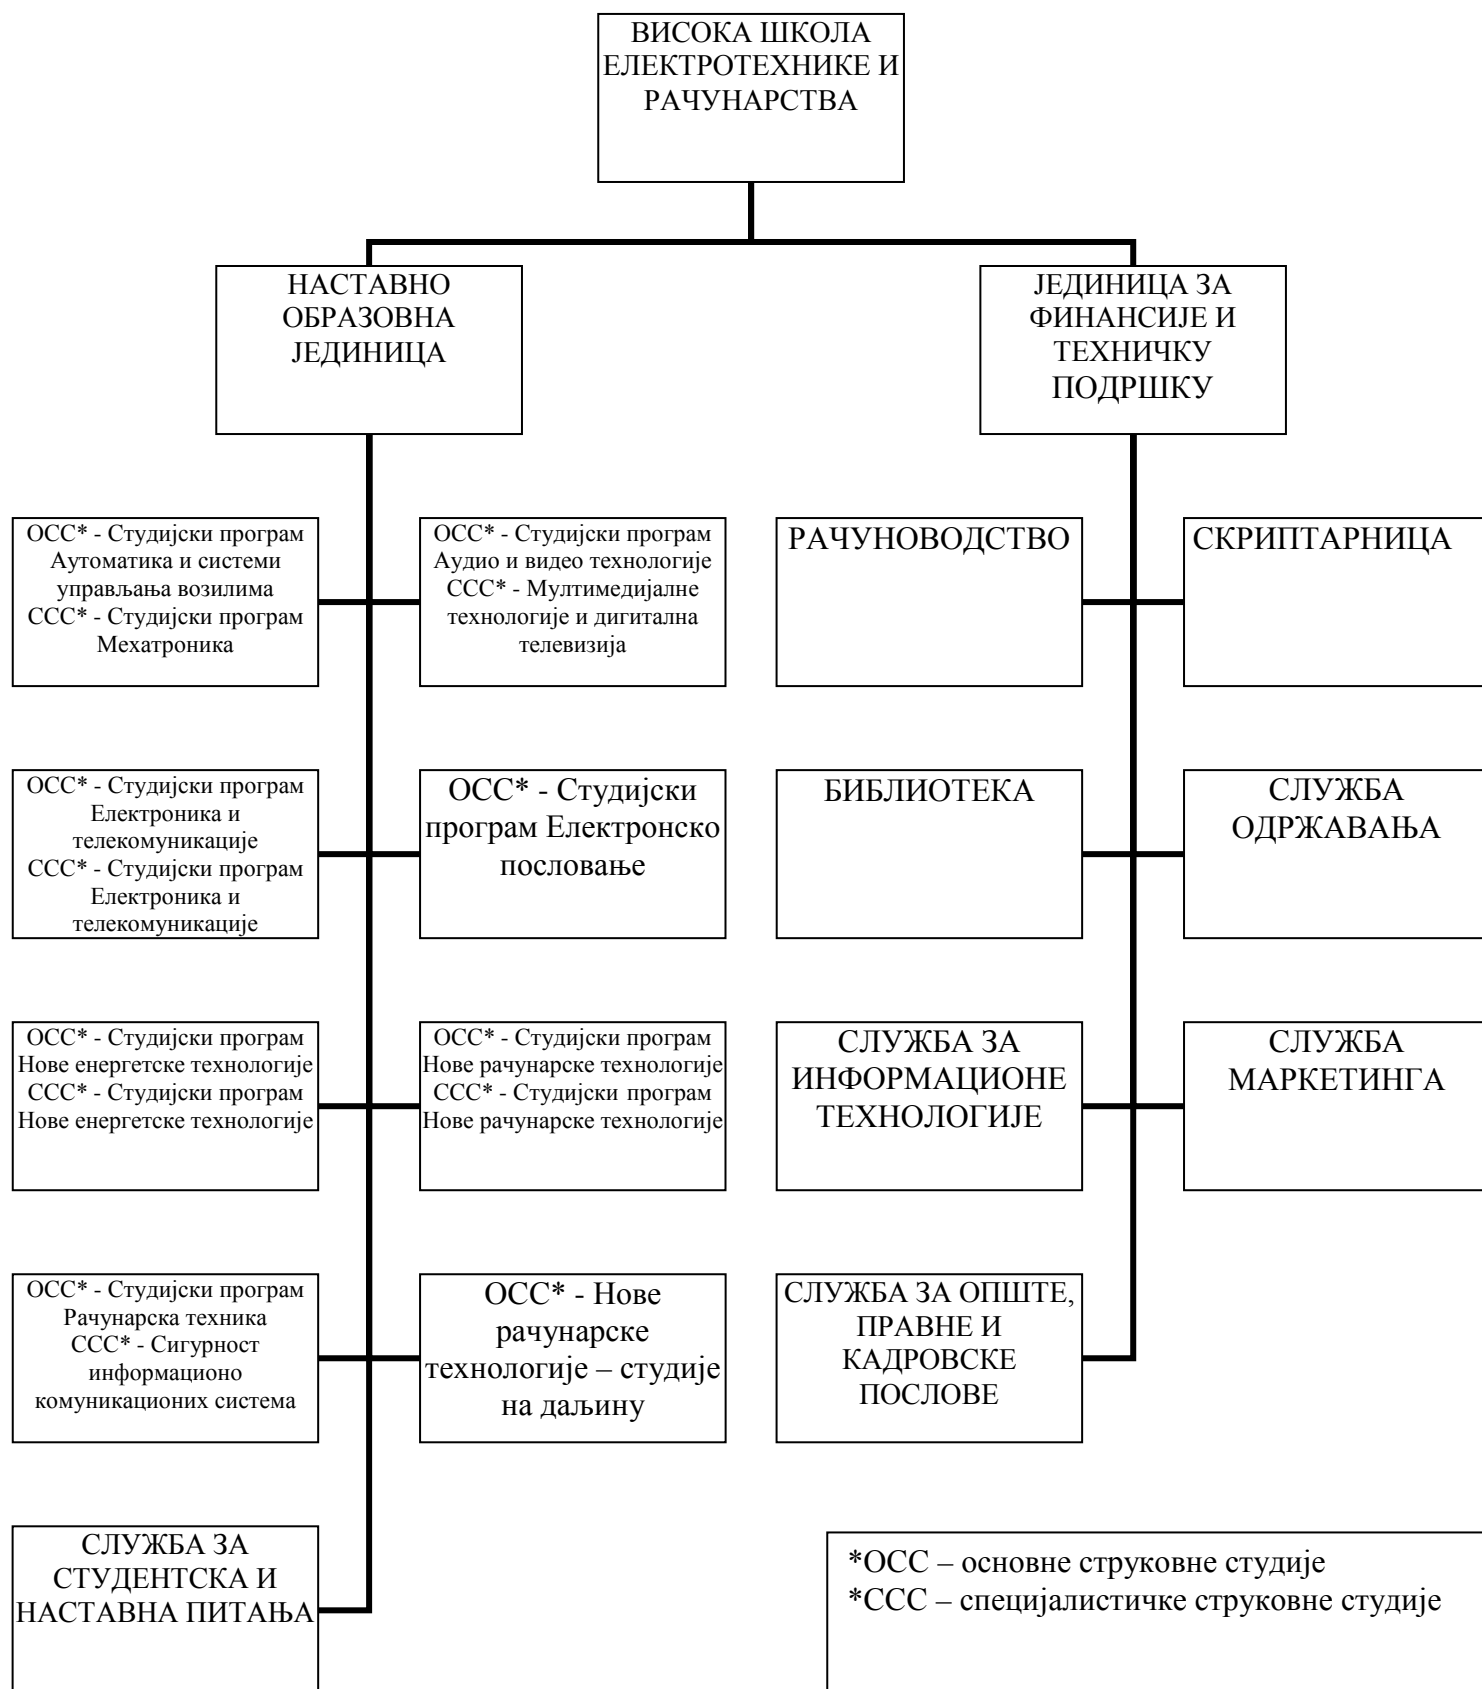 ВИСОКА ШКОЛА
ЕЛЕКТРОТЕХНИКЕ И
РАЧУНАРСТВА
НАСТАВНО
ОБРАЗОВНА
ЈЕДИНИЦА
ЈЕДИНИЦА ЗА
ФИНАНСИЈЕ И
ТЕХНИЧКУ
ПОДРШКУ
ОСС* - Студијски програм
Аутоматика и системи
управљања возилима
ССС* - Студијски програм
Мехатроника
ОСС* - Студијски програм
Аудио и видео технологије
ССС* - Мултимедијалне
технологије и дигитална
телевизија
РАЧУНОВОДСТВО
СКРИПТАРНИЦА
ОСС* - Студијски програм
Електроника и
телекомуникације
ССС* - Студијски програм
Електроника и
телекомуникације
ОСС* - Студијски
програм Електронско
пословање
БИБЛИОТЕКА
СЛУЖБА
ОДРЖАВАЊА
ОСС* - Студијски програм
Нове енергетске технологије
ССС* - Студијски програм
Нове енергетске технологије
ОСС* - Студијски програм
Нове рачунарске технологије
ССС* - Студијски програм
Нове рачунарске технологије
СЛУЖБА ЗА
ИНФОРМАЦИОНЕ
ТЕХНОЛОГИЈЕ
СЛУЖБА
МАРКЕТИНГА
ОСС* - Студијски програм
Рачунарска техника
ССС* - Сигурност
информационо
комуникационих система
ОСС* - Нове
рачунарске
технологије – студије
на даљину
СЛУЖБА ЗА ОПШТЕ,
ПРАВНЕ И
КАДРОВСКЕ
ПОСЛОВЕ
СЛУЖБА ЗА
СТУДЕНТСКА И
НАСТАВНА ПИТАЊА
*ОСС – основне струковне студије
*ССС – специјалистичке струковне студије